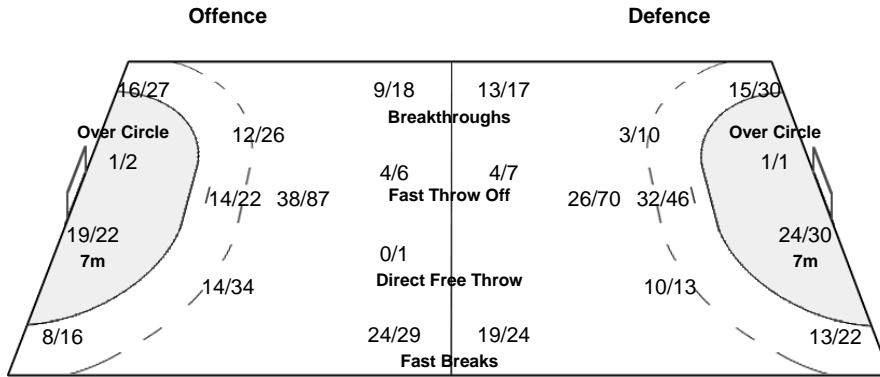 Offence Defence
16/27 9/18 13/17 15/30
Breakthroughs
Over Circle 12/26 3/10 Over Circle
1/2 4/6 4/7 1/1
14/22 38/87 Fast Throw Off 26/70 32/46
19/22 24/30
0/1
7m 7m
Direct Free Throw
14/34 10/13
8/16 24/29 19/24 13/22
Fast Breaks